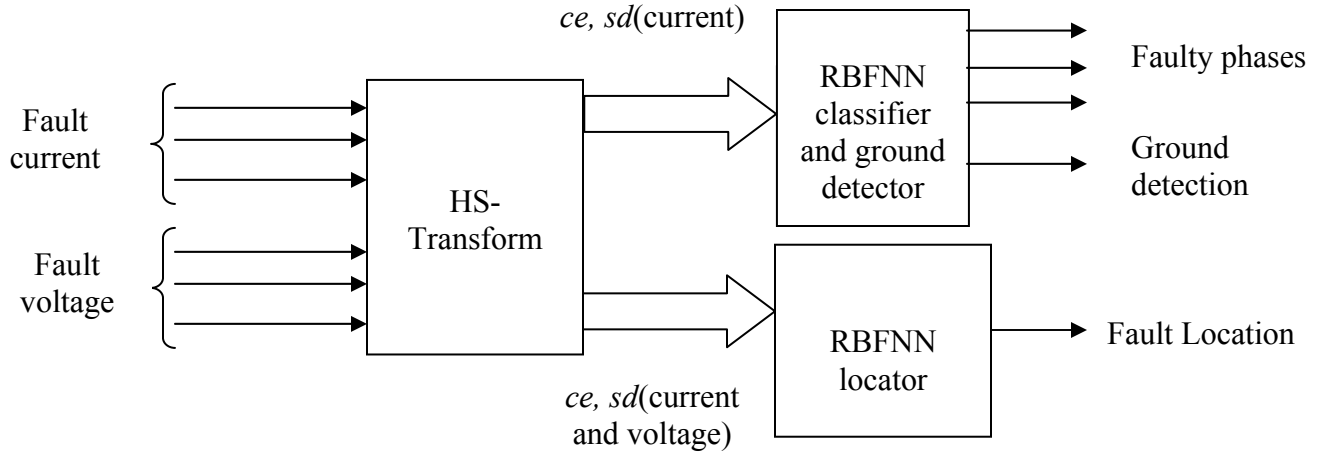 Fault
current
Fault
voltage
HS-
Transform
ce, sd(current)
ce, sd(current
and voltage)
RBFNN
classifier
and ground
detector
RBFNN
locator
Faulty phases
Ground
detection
Fault Location